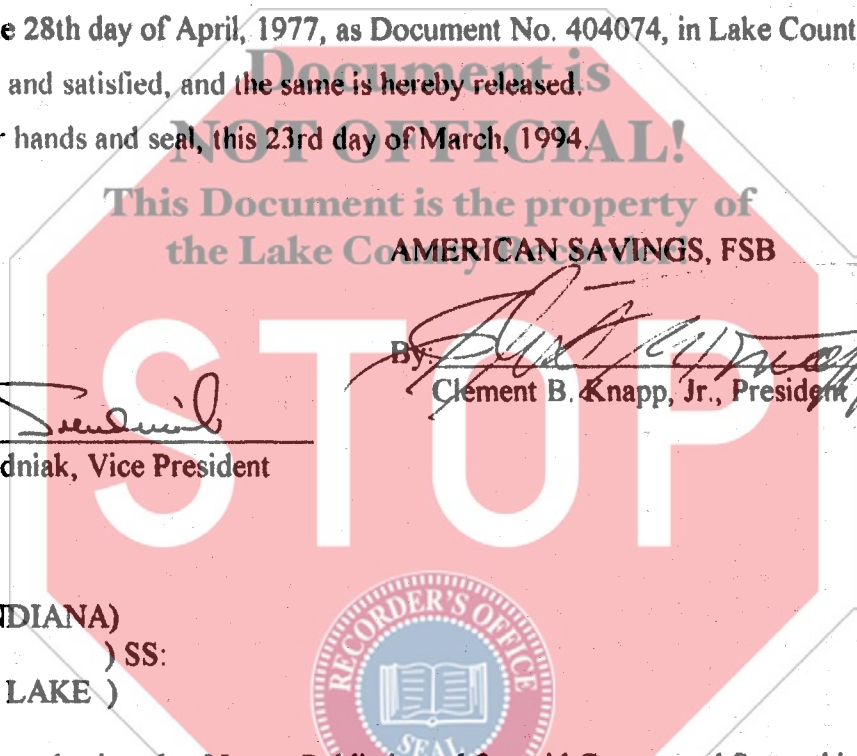 e 28th day of April, 1977, as Document No. 404074, in Lake Count
Document is
and satisfied, and the same is hereby released.
NOT OFFICIAL!
r hands and seal, this 23rd day of March, 1994.
This Document is the property of
the Lake County Recorder!
AMERICAN SAVINGS, FSB
By:
Clement B. Knapp, Jr., President
dniak, Vice President
STOP
NDIANA)
) SS:
LAKE )
RECORDER'S OFFICE
SEAL